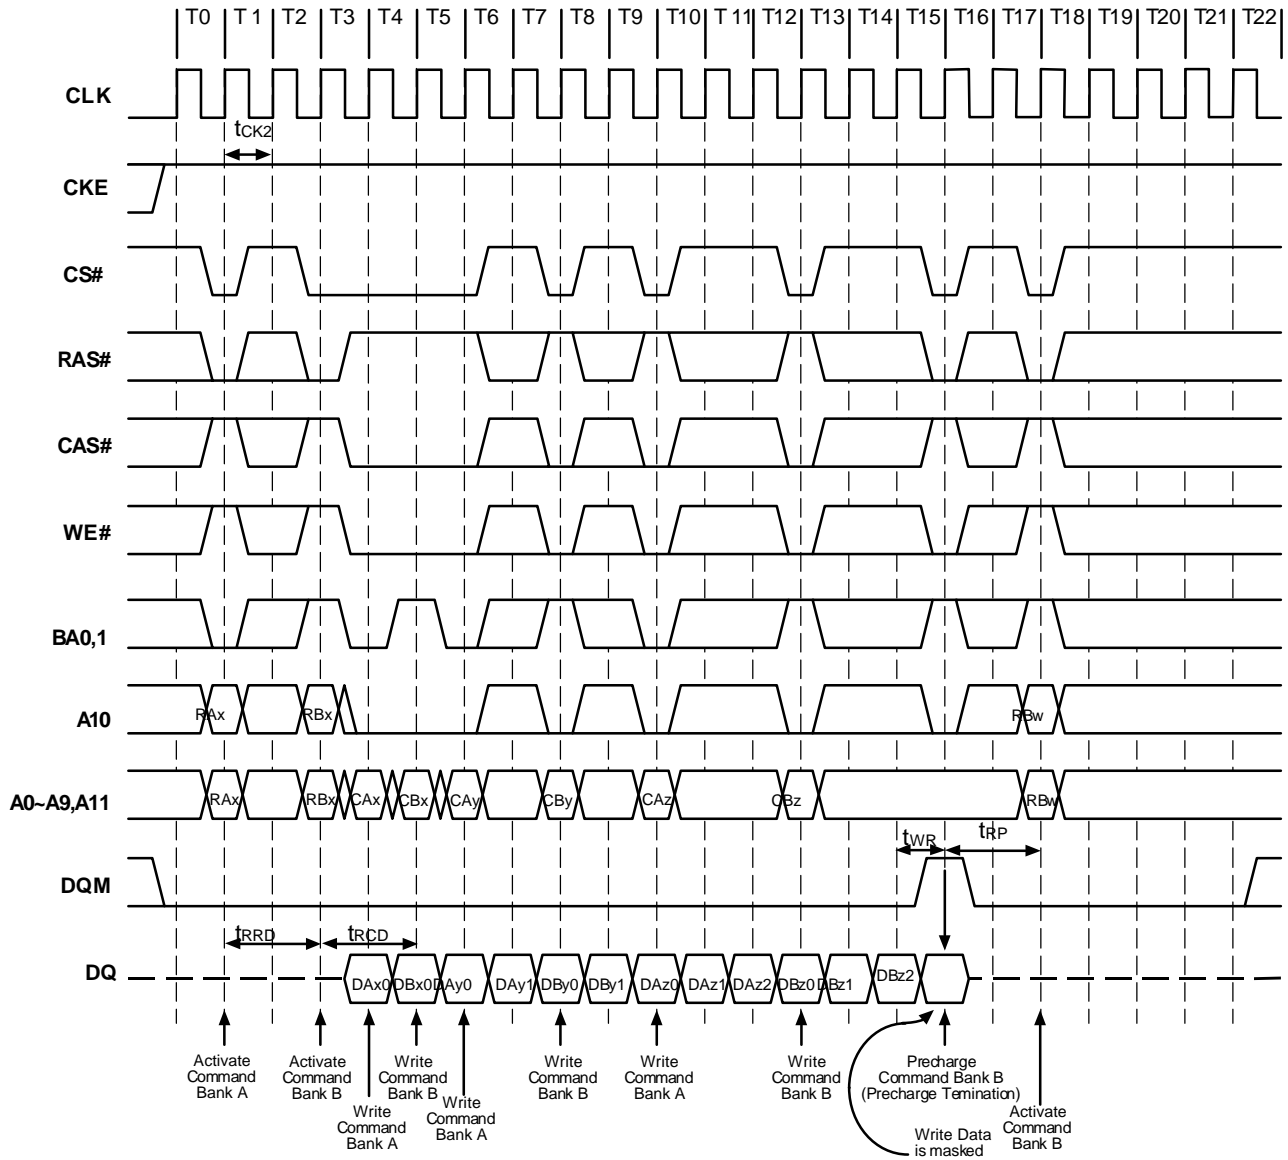 T0 T1 T2 T3 T4 T5 T6 T7 T8 T9 T10 T11 T12 T13 T14 T15 T16 T17 T18 T19 T20 T21 T22
CLK
tCK2
CKE
CS#
RAS#
CAS#
WE#
BA0,1
A10
RAx RBx RBw
A0~A9,A11
RAx RBx CAx CBx CAy CBy CAz CBz RBw
tWR tRP
DQM
tRRD tRCD
DQ
DAx0 DBx0 DAy0 DAy1 DBy0 DBy1 DAz0 DAz1 DAz2 DBz0 DBz1 DBz2
Activate
Command
Bank A
Activate
Command
Bank B
Write
Command
Bank A
Write
Command
Bank B
Write
Command
Bank A
Write
Command
Bank B
Write
Command
Bank A
Write
Command
Bank B
Precharge
Command Bank B
(Precharge Temination)
Write Data
is masked
Activate
Command
Bank B